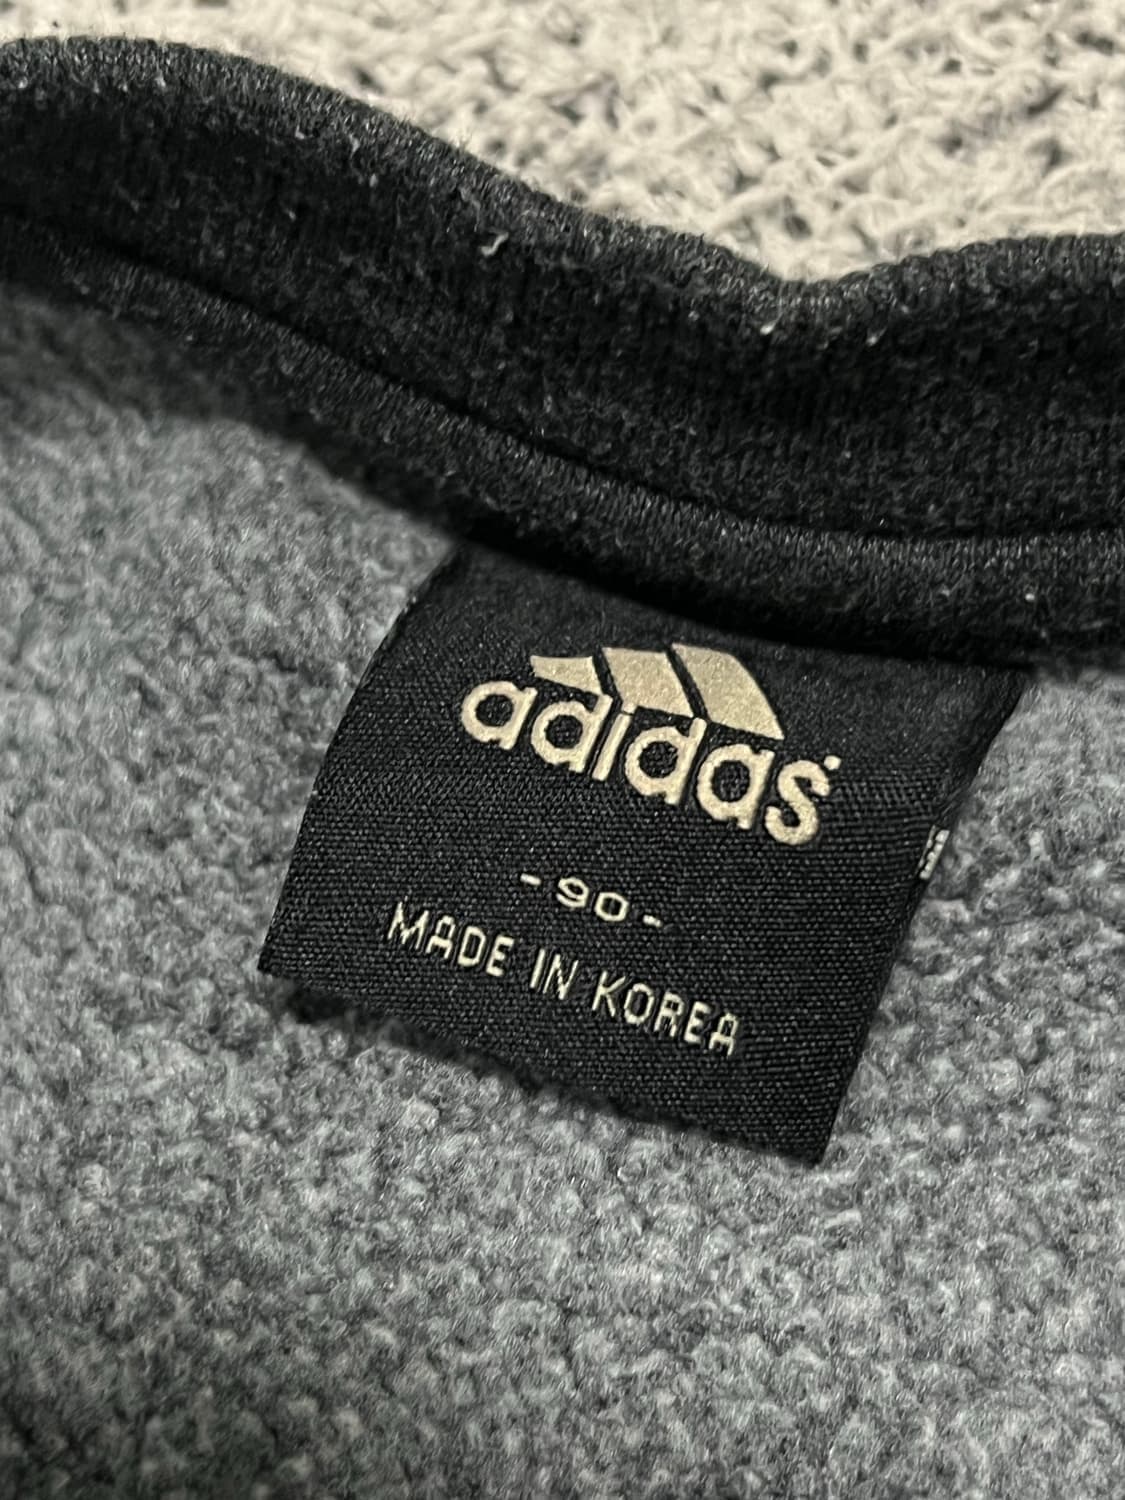 adidas
-90-
MADE IN KOREA